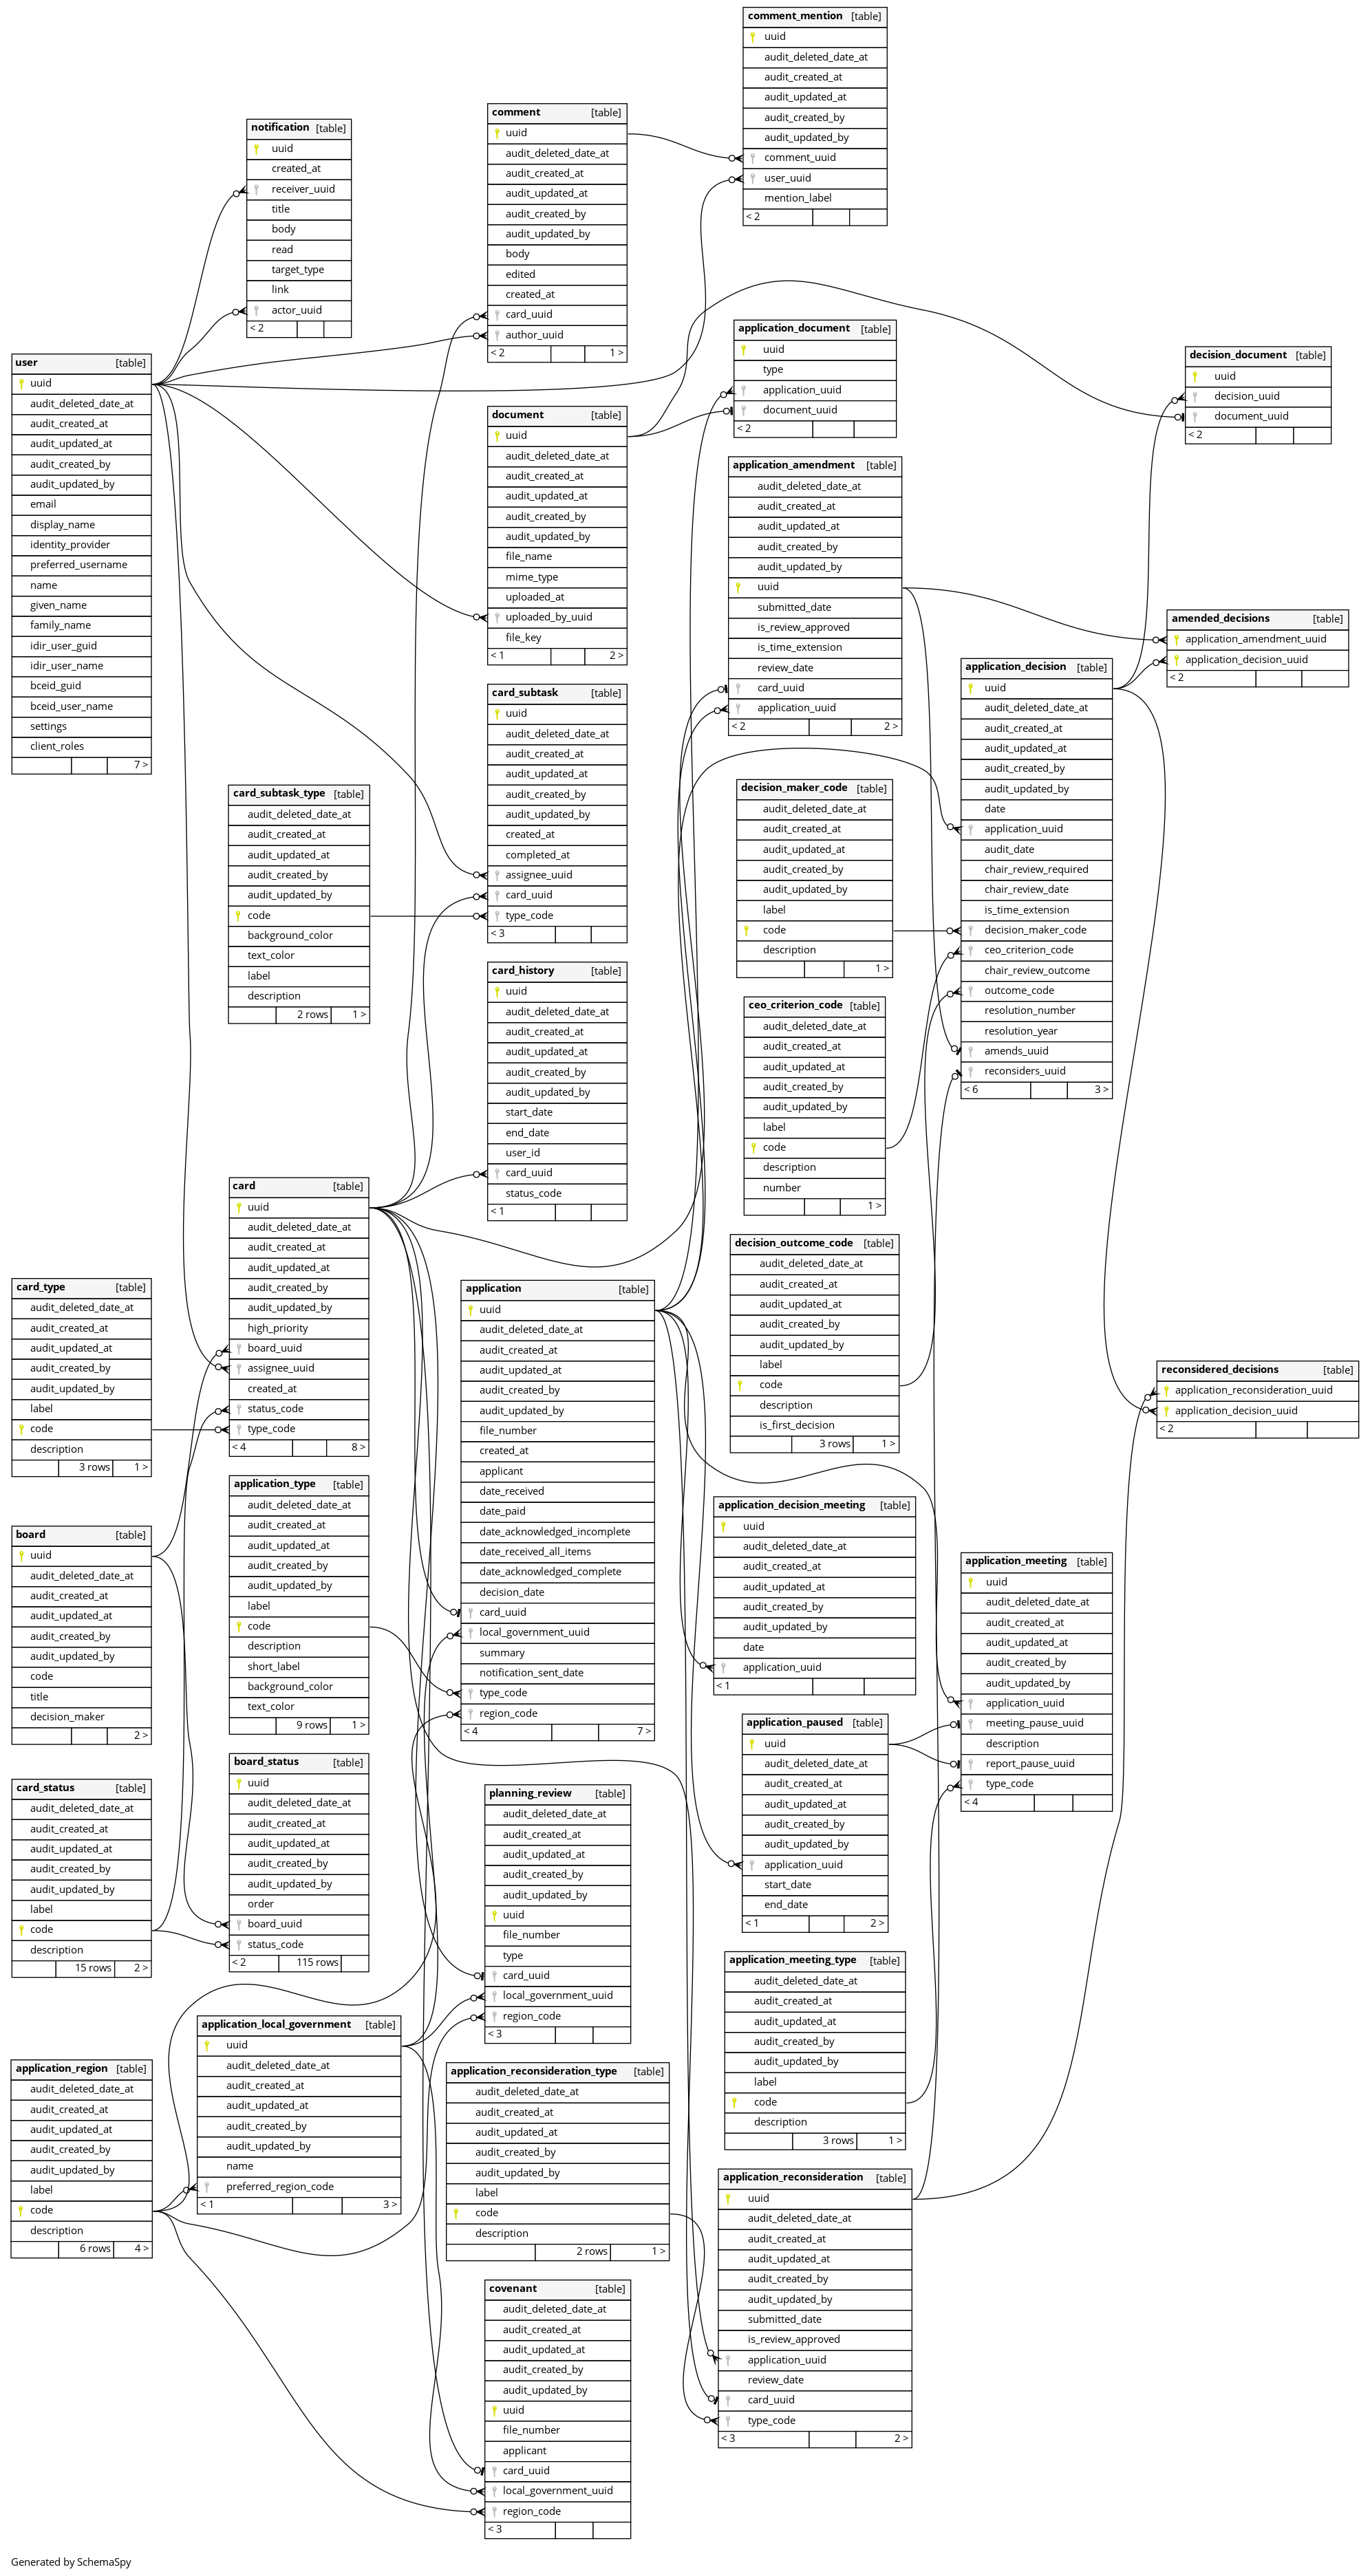 comment_mention [table]
uuid
audit_deleted_date_at
audit_created_at
audit_updated_at
audit_created_by
audit_updated_by
comment_uuid
user_uuid
mention_label
< 2
comment [table]
uuid
audit_deleted_date_at
audit_created_at
audit_updated_at
audit_created_by
audit_updated_by
body
edited
created_at
card_uuid
author_uuid
< 2 1 >
notification [table]
uuid
created_at
receiver_uuid
title
body
read
target_type
link
actor_uuid
< 2
user [table]
uuid
audit_deleted_date_at
audit_created_at
audit_updated_at
audit_created_by
audit_updated_by
email
display_name
identity_provider
preferred_username
name
given_name
family_name
idir_user_guid
idir_user_name
bceid_guid
bceid_user_name
settings
client_roles
7 >
application_document [table]
uuid
type
application_uuid
document_uuid
< 2
decision_document [table]
uuid
decision_uuid
document_uuid
< 2
document [table]
uuid
audit_deleted_date_at
audit_created_at
audit_updated_at
audit_created_by
audit_updated_by
file_name
mime_type
uploaded_at
uploaded_by_uuid
file_key
< 1 2 >
application_amendment [table]
audit_deleted_date_at
audit_created_at
audit_updated_at
audit_created_by
audit_updated_by
uuid
submitted_date
is_review_approved
is_time_extension
review_date
card_uuid
application_uuid
< 2 2 >
amended_decisions [table]
application_amendment_uuid
application_decision_uuid
< 2
application_decision [table]
uuid
audit_deleted_date_at
audit_created_at
audit_updated_at
audit_created_by
audit_updated_by
date
application_uuid
audit_date
chair_review_required
chair_review_date
is_time_extension
decision_maker_code
ceo_criterion_code
chair_review_outcome
outcome_code
resolution_number
resolution_year
amends_uuid
reconsiders_uuid
< 6 3 >
card_subtask [table]
uuid
audit_deleted_date_at
audit_created_at
audit_updated_at
audit_created_by
audit_updated_by
created_at
completed_at
assignee_uuid
card_uuid
type_code
< 3
card_subtask_type [table]
audit_deleted_date_at
audit_created_at
audit_updated_at
audit_created_by
audit_updated_by
code
background_color
text_color
label
description
2 rows 1 >
decision_maker_code [table]
audit_deleted_date_at
audit_created_at
audit_updated_at
audit_created_by
audit_updated_by
label
code
description
1 >
card_history [table]
uuid
audit_deleted_date_at
audit_created_at
audit_updated_at
audit_created_by
audit_updated_by
start_date
end_date
user_id
card_uuid
status_code
< 1
ceo_criterion_code [table]
audit_deleted_date_at
audit_created_at
audit_updated_at
audit_created_by
audit_updated_by
label
code
description
number
1 >
card [table]
uuid
audit_deleted_date_at
audit_created_at
audit_updated_at
audit_created_by
audit_updated_by
high_priority
board_uuid
assignee_uuid
created_at
status_code
type_code
< 4 8 >
decision_outcome_code [table]
audit_deleted_date_at
audit_created_at
audit_updated_at
audit_created_by
audit_updated_by
label
code
description
is_first_decision
3 rows 1 >
card_type [table]
audit_deleted_date_at
audit_created_at
audit_updated_at
audit_created_by
audit_updated_by
label
code
description
3 rows 1 >
application [table]
uuid
audit_deleted_date_at
audit_created_at
audit_updated_at
audit_created_by
audit_updated_by
file_number
created_at
applicant
date_received
date_paid
date_acknowledged_incomplete
date_received_all_items
date_acknowledged_complete
decision_date
card_uuid
local_government_uuid
summary
notification_sent_date
type_code
region_code
< 4 7 >
reconsidered_decisions [table]
application_reconsideration_uuid
application_decision_uuid
< 2
application_type [table]
audit_deleted_date_at
audit_created_at
audit_updated_at
audit_created_by
audit_updated_by
label
code
description
short_label
background_color
text_color
9 rows 1 >
board [table]
uuid
audit_deleted_date_at
audit_created_at
audit_updated_at
audit_created_by
audit_updated_by
code
title
decision_maker
2 >
application_decision_meeting [table]
uuid
audit_deleted_date_at
audit_created_at
audit_updated_at
audit_created_by
audit_updated_by
date
application_uuid
< 1
application_meeting [table]
uuid
audit_deleted_date_at
audit_created_at
audit_updated_at
audit_created_by
audit_updated_by
application_uuid
meeting_pause_uuid
description
report_pause_uuid
type_code
< 4
application_paused [table]
uuid
audit_deleted_date_at
audit_created_at
audit_updated_at
audit_created_by
audit_updated_by
application_uuid
start_date
end_date
< 1 2 >
board_status [table]
uuid
audit_deleted_date_at
audit_created_at
audit_updated_at
audit_created_by
audit_updated_by
order
board_uuid
status_code
< 2 115 rows
card_status [table]
audit_deleted_date_at
audit_created_at
audit_updated_at
audit_created_by
audit_updated_by
label
code
description
15 rows 2 >
planning_review [table]
audit_deleted_date_at
audit_created_at
audit_updated_at
audit_created_by
audit_updated_by
uuid
file_number
type
card_uuid
local_government_uuid
region_code
< 3
application_meeting_type [table]
audit_deleted_date_at
audit_created_at
audit_updated_at
audit_created_by
audit_updated_by
label
code
description
3 rows 1 >
application_local_government [table]
uuid
audit_deleted_date_at
audit_created_at
audit_updated_at
audit_created_by
audit_updated_by
name
preferred_region_code
< 1 3 >
application_region [table]
audit_deleted_date_at
audit_created_at
audit_updated_at
audit_created_by
audit_updated_by
label
code
description
6 rows 4 >
application_reconsideration_type [table]
audit_deleted_date_at
audit_created_at
audit_updated_at
audit_created_by
audit_updated_by
label
code
description
2 rows 1 >
application_reconsideration [table]
uuid
audit_deleted_date_at
audit_created_at
audit_updated_at
audit_created_by
audit_updated_by
submitted_date
is_review_approved
application_uuid
review_date
card_uuid
type_code
< 3 2 >
covenant [table]
audit_deleted_date_at
audit_created_at
audit_updated_at
audit_created_by
audit_updated_by
uuid
file_number
applicant
card_uuid
local_government_uuid
region_code
< 3
Generated by SchemaSpy